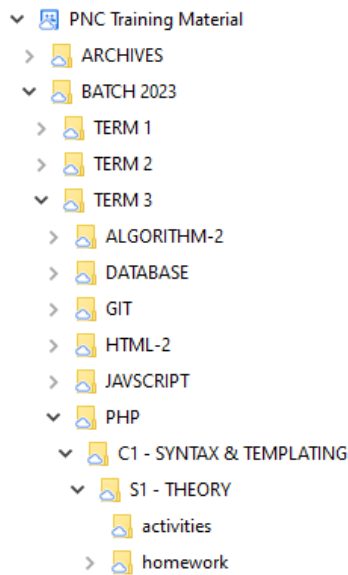 PNC Training Material
ARCHIVES
BATCH 2023
TERM 1
TERM 2
TERM 3
ALGORITHM-2
DATABASE
GIT
HTML-2
JAVSCRIPT
PHP
C1 - SYNTAX & TEMPLATING
S1 - THEORY
activities
homework